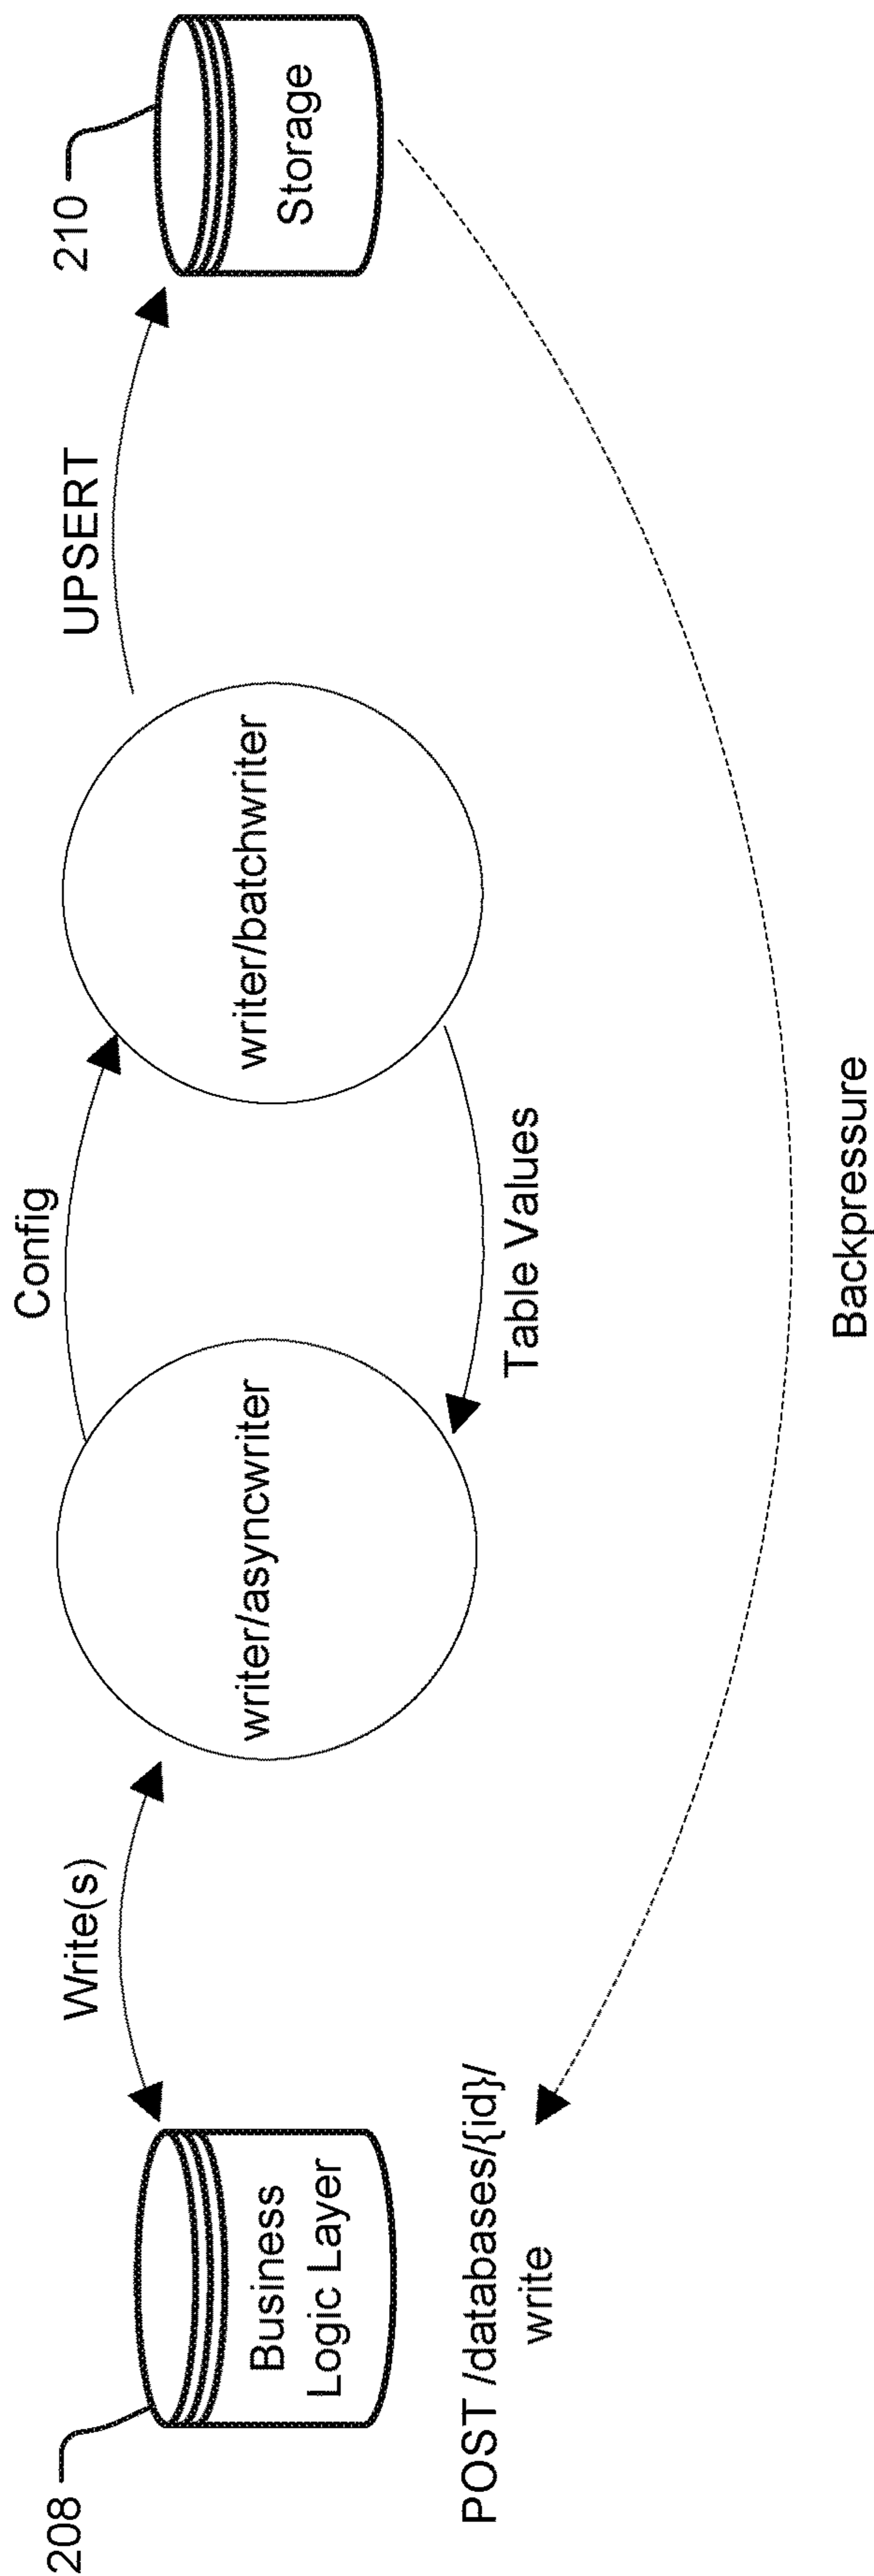 208
Business
Logic Layer
POST /databases/{id}/
write
Write(s)
writer/asyncwriter
Config
Table Values
writer/batchwriter
UPSERT
210
Storage
Backpressure